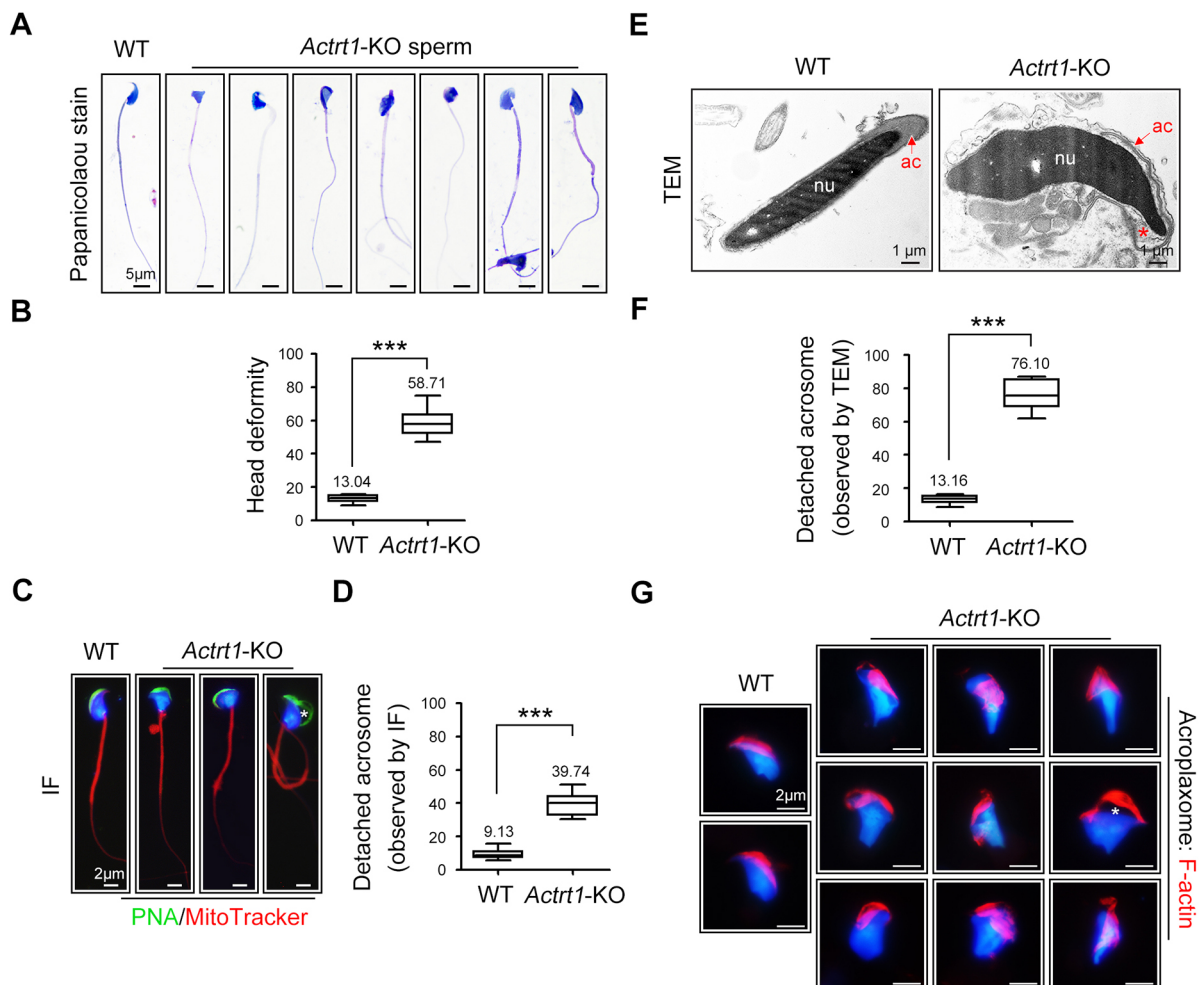 A
WT
Actrt1-KO sperm
Papanicolaou stain
5μm
B
Head deformity
100
80
60
40
20
0
***
13.04
58.71
WT
Actrt1-KO
C
WT
Actrt1-KO
IF
*
2μm
PNA/MitoTracker
D
Detached acrosome
(observed by IF)
100
80
60
40
20
0
***
9.13
39.74
WT
Actrt1-KO
E
WT
Actrt1-KO
TEM
nu
ac
1 μm
nu
ac
*
1 μm
F
Detached acrosome
(observed by TEM)
100
80
60
40
20
0
***
13.16
76.10
WT
Actrt1-KO
G
Actrt1-KO
WT
2μm
*
Acroplaxome: F-actin